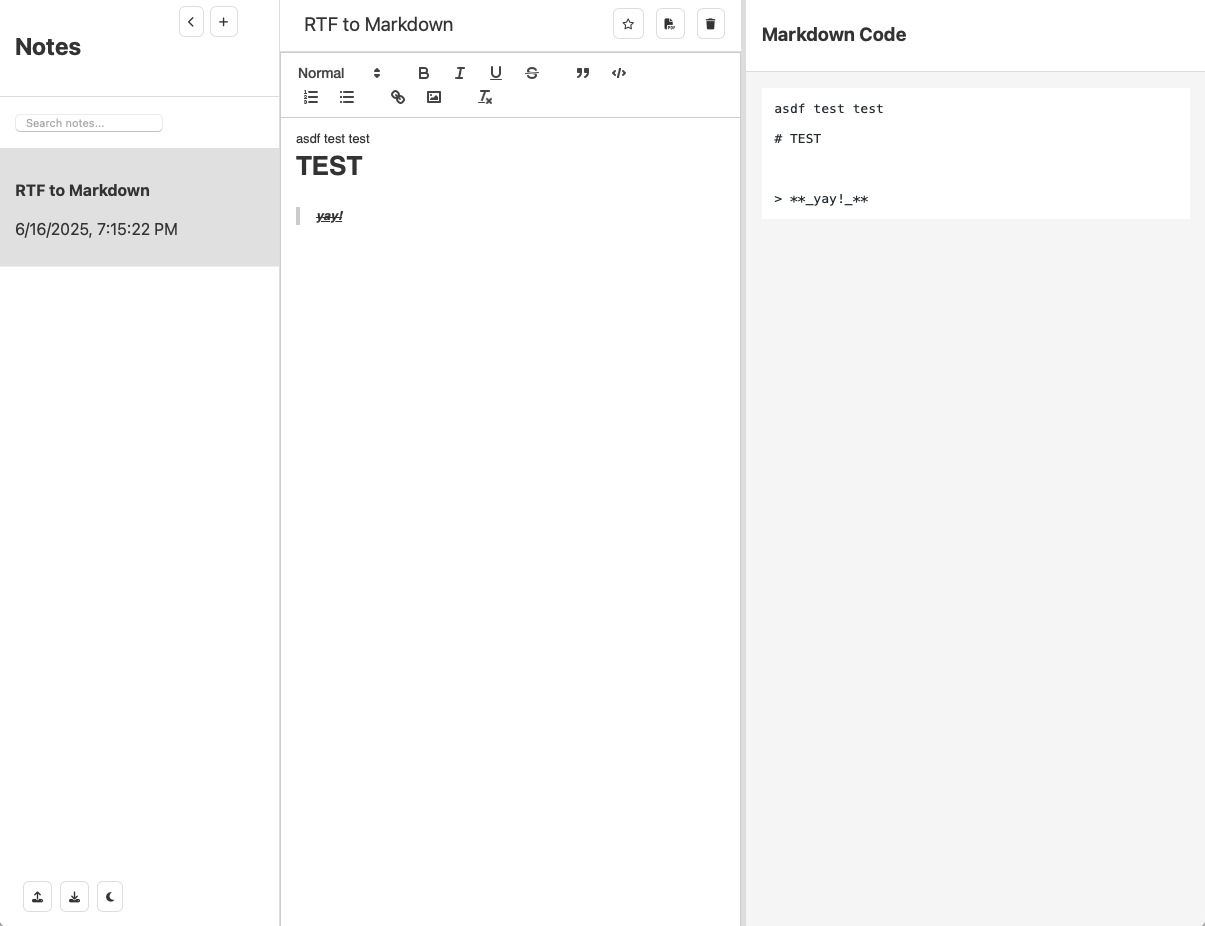 Notes
Search notes...
RTF to Markdown
6/16/2025, 7:15:22 PM
RTF to Markdown
Normal
asdf test test
TEST
yay!
Markdown Code
asdf test test
# TEST
> **_yay!_**